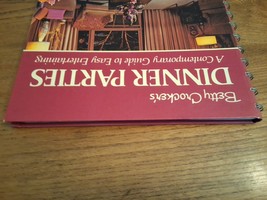 Betty Crocker's
DINNER PARTIES
A Contemporary Guide to Easy Entertaining